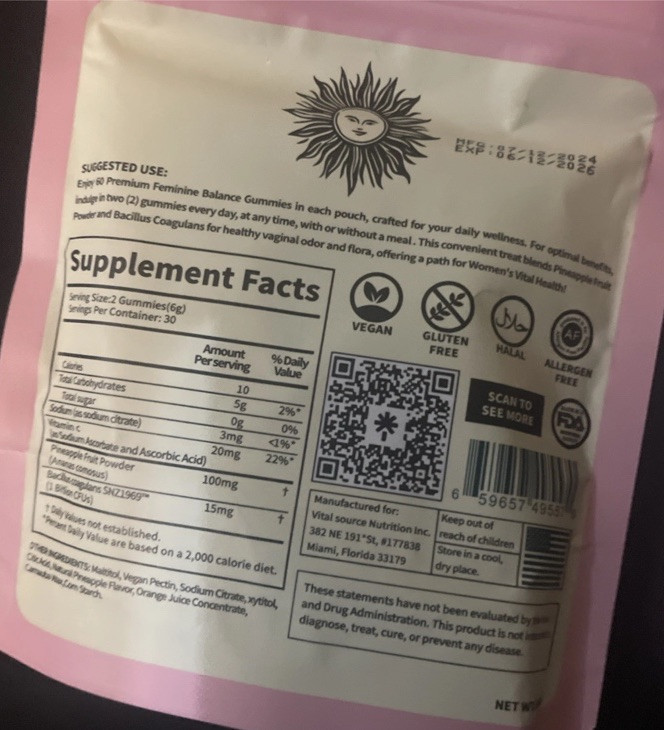 MFG : 07/12/2024
EXP : 06/12/2026
SUGGESTED USE:
Enjoy 60 Premium Feminine Balance Gummies in each pouch, crafted for your daily wellness. For optimal benefits,
indulge in two (2) gummies every day, at any time, with or without a meal. This convenient treat blends Pineapple Fruit
Powder and Bacillus Coagulans for healthy vaginal odor and flora, offering a path for Women's Vital Health!
Supplement Facts
Serving Size:2 Gummies(6g)
Servings Per Container: 30
Amount
Per serving
% Daily
Value
Calories 10
Total Carbohydrates 5g 2%*
Total sugar 0g 0%
Sodium (as sodium citrate) 3mg <1%*
Vitamin c 20mg 22%*
(as Sodium Ascorbate and Ascorbic Acid)
Pineapple Fruit Powder 100mg †
(Ananas comosus)
Bacillus coagulans SNZ1969™ 15mg †
(1 Billion CFUs)
† Daily Values not established.
*Percent Daily Value are based on a 2,000 calorie diet.
OTHER INGREDIENTS: Maltitol, Vegan Pectin, Sodium Citrate, xytitol,
Citric Acid, Natural Pineapple Flavor, Orange Juice Concentrate,
Carnauba Wax, Corn Starch.
VEGAN
GLUTEN
FREE
حلال
HALAL
AF
ALLERGEN
FREE
SCAN TO
SEE MORE
FDA
6 59657 4955
Manufactured for:
Vital source Nutrition Inc.
382 NE 191°St, #177838
Miami, Florida 33179
Keep out of
reach of children
Store in a cool,
dry place.
These statements have not been evaluated by
and Drug Administration. This product is not
diagnose, treat, cure, or prevent any disease.
NET